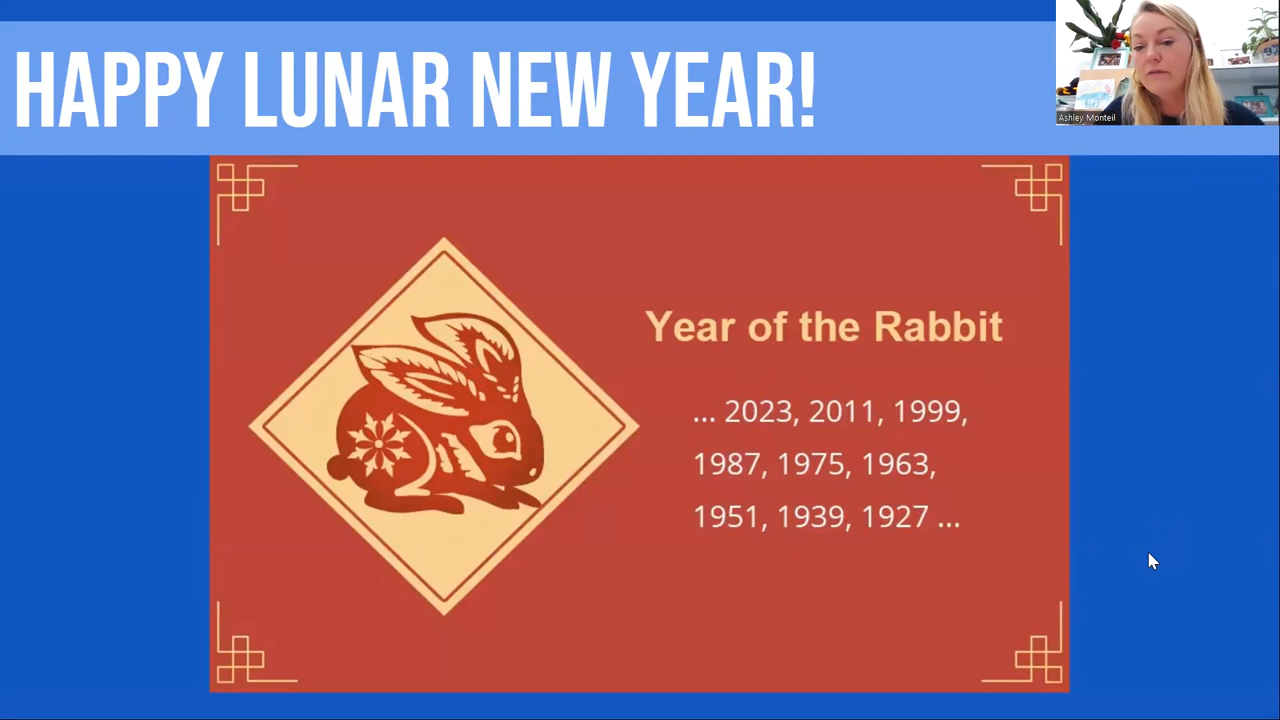 HAPPY LUNAR NEW YEAR!
Ashley Monteil
Year of the Rabbit
... 2023, 2011, 1999,
1987, 1975, 1963,
1951, 1939, 1927 ...